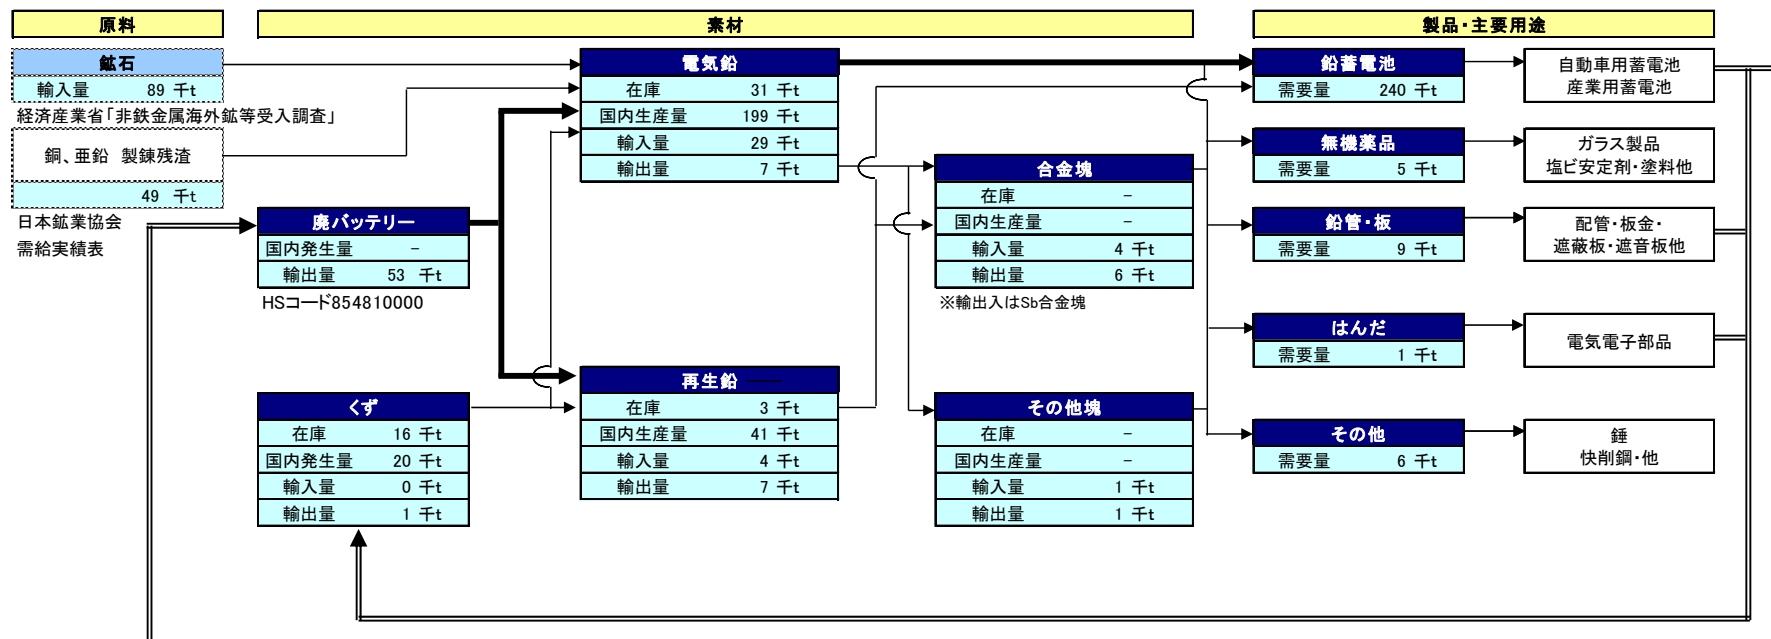 原料
素材
製品・主要用途
鉱石
輸入量 89 千t
経済産業省「非鉄金属海外鉱等受入調査」
銅、亜鉛 製錬残渣
49 千t
日本鉱業協会
需給実績表
廃バッテリー
国内発生量 -
輸出量 53 千t
HSコード854810000
くず
在庫 16 千t
国内発生量 20 千t
輸入量 0 千t
輸出量 1 千t
電気鉛
在庫 31 千t
国内生産量 199 千t
輸入量 29 千t
輸出量 7 千t
再生鉛
在庫 3 千t
国内生産量 41 千t
輸入量 4 千t
輸出量 7 千t
合金塊
在庫 -
国内生産量 -
輸入量 4 千t
輸出量 6 千t
※輸出入はSb合金塊
その他塊
在庫 -
国内生産量 -
輸入量 1 千t
輸出量 1 千t
鉛蓄電池
需要量 240 千t
自動車用蓄電池
産業用蓄電池
無機薬品
需要量 5 千t
ガラス製品
塩ビ安定剤・塗料他
鉛管・板
需要量 9 千t
配管・板金・
遮蔽板・遮音板他
はんだ
需要量 1 千t
電気電子部品
その他
需要量 6 千t
錘
快削鋼・他